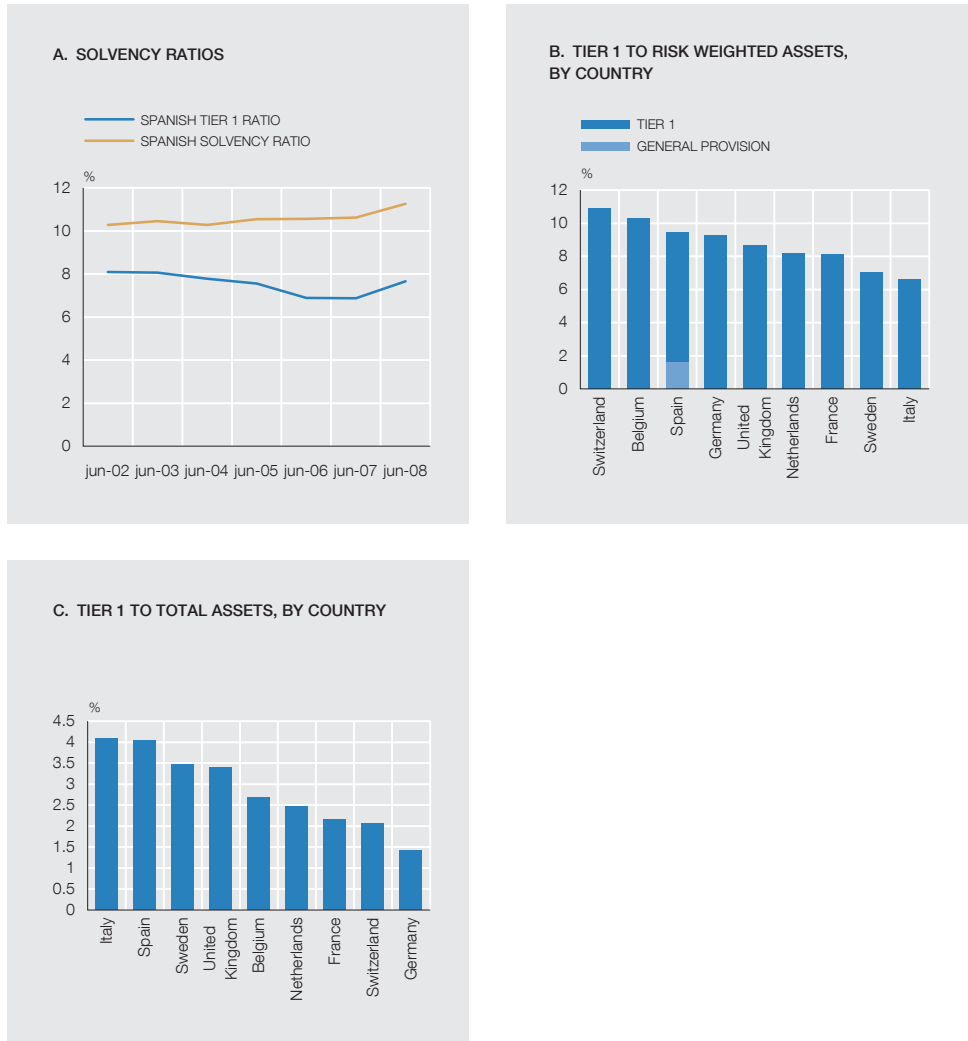 A. SOLVENCY RATIOS
SPANISH TIER 1 RATIO
SPANISH SOLVENCY RATIO
%
12
10
8
6
4
2
0
jun-02 jun-03 jun-04 jun-05 jun-06 jun-07 jun-08
B. TIER 1 TO RISK WEIGHTED ASSETS,
BY COUNTRY
TIER 1
GENERAL PROVISION
%
12
10
8
6
4
2
0
Switzerland
Belgium
Spain
Germany
United
Kingdom
Netherlands
France
Sweden
Italy
C. TIER 1 TO TOTAL ASSETS, BY COUNTRY
%
4.5
4
3.5
3
2.5
2
1.5
1
0.5
0
Italy
Spain
Sweden
United
Kingdom
Belgium
Netherlands
France
Switzerland
Germany